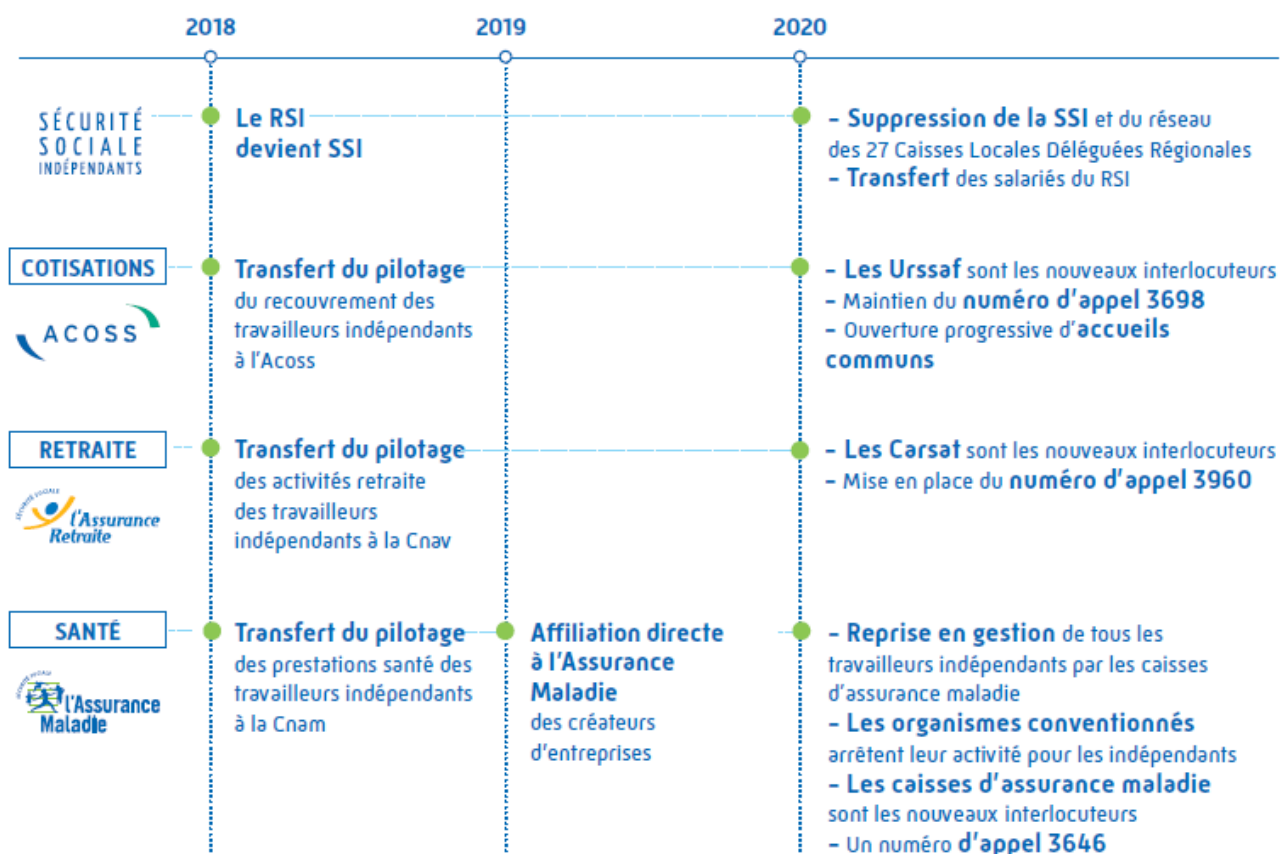 2018
2019
2020
SÉCURITÉ
SOCIALE
INDÉPENDANTS
Le RSI
devient SSI
- Suppression de la SSI et du réseau
des 27 Caisses Locales Déléguées Régionales
- Transfert des salariés du RSI
COTISATIONS
ACOSS
Transfert du pilotage
du recouvrement des
travailleurs indépendants
à l'Acoss
- Les Urssaf sont les nouveaux interlocuteurs
- Maintien du numéro d'appel 3698
- Ouverture progressive d'accueils
communs
RETRAITE
SÉCURITÉ SOCIALE
l'Assurance
Retraite
Transfert du pilotage
des activités retraite
des travailleurs
indépendants à la Cnav
- Les Carsat sont les nouveaux interlocuteurs
- Mise en place du numéro d'appel 3960
SANTÉ
SÉCURITÉ SOCIALE
l'Assurance
Maladie
Transfert du pilotage
des prestations santé des
travailleurs indépendants
à la Cnam
Affiliation directe
à l'Assurance
Maladie
des créateurs
d'entreprises
- Reprise en gestion de tous les
travailleurs indépendants par les caisses
d'assurance maladie
- Les organismes conventionnés
arrêtent leur activité pour les indépendants
- Les caisses d'assurance maladie
sont les nouveaux interlocuteurs
- Un numéro d'appel 3646